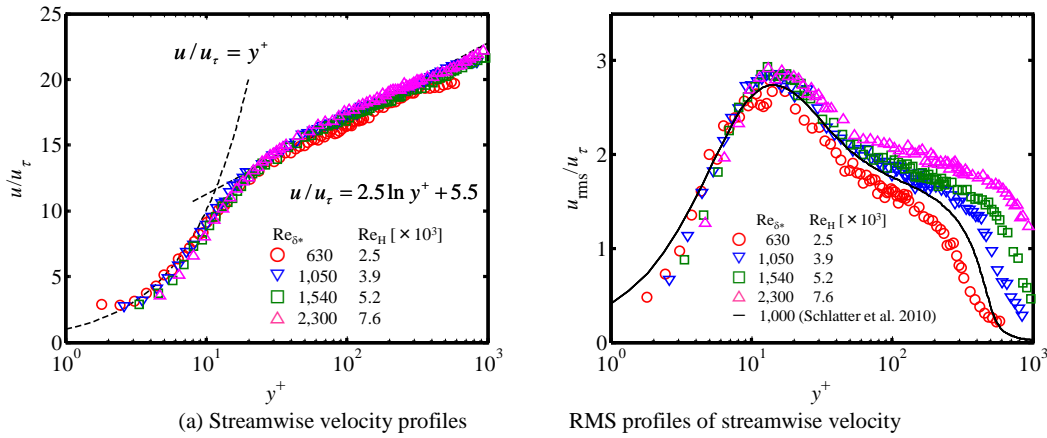 25
20
15
10
5
0
u/u_τ
u/u_τ = y⁺
u/u_τ = 2.5 ln y⁺ + 5.5
Re_δ* Re_H [×10³]
630 2.5
1,050 3.9
1,540 5.2
2,300 7.6
10⁰ 10¹ 10² 10³
y⁺
(a) Streamwise velocity profiles
3
2
1
0
u_rms/u_τ
Re_δ* Re_H [×10³]
630 2.5
1,050 3.9
1,540 5.2
2,300 7.6
1,000 (Schlatter et al. 2010)
10⁰ 10¹ 10² 10³
y⁺
RMS profiles of streamwise velocity